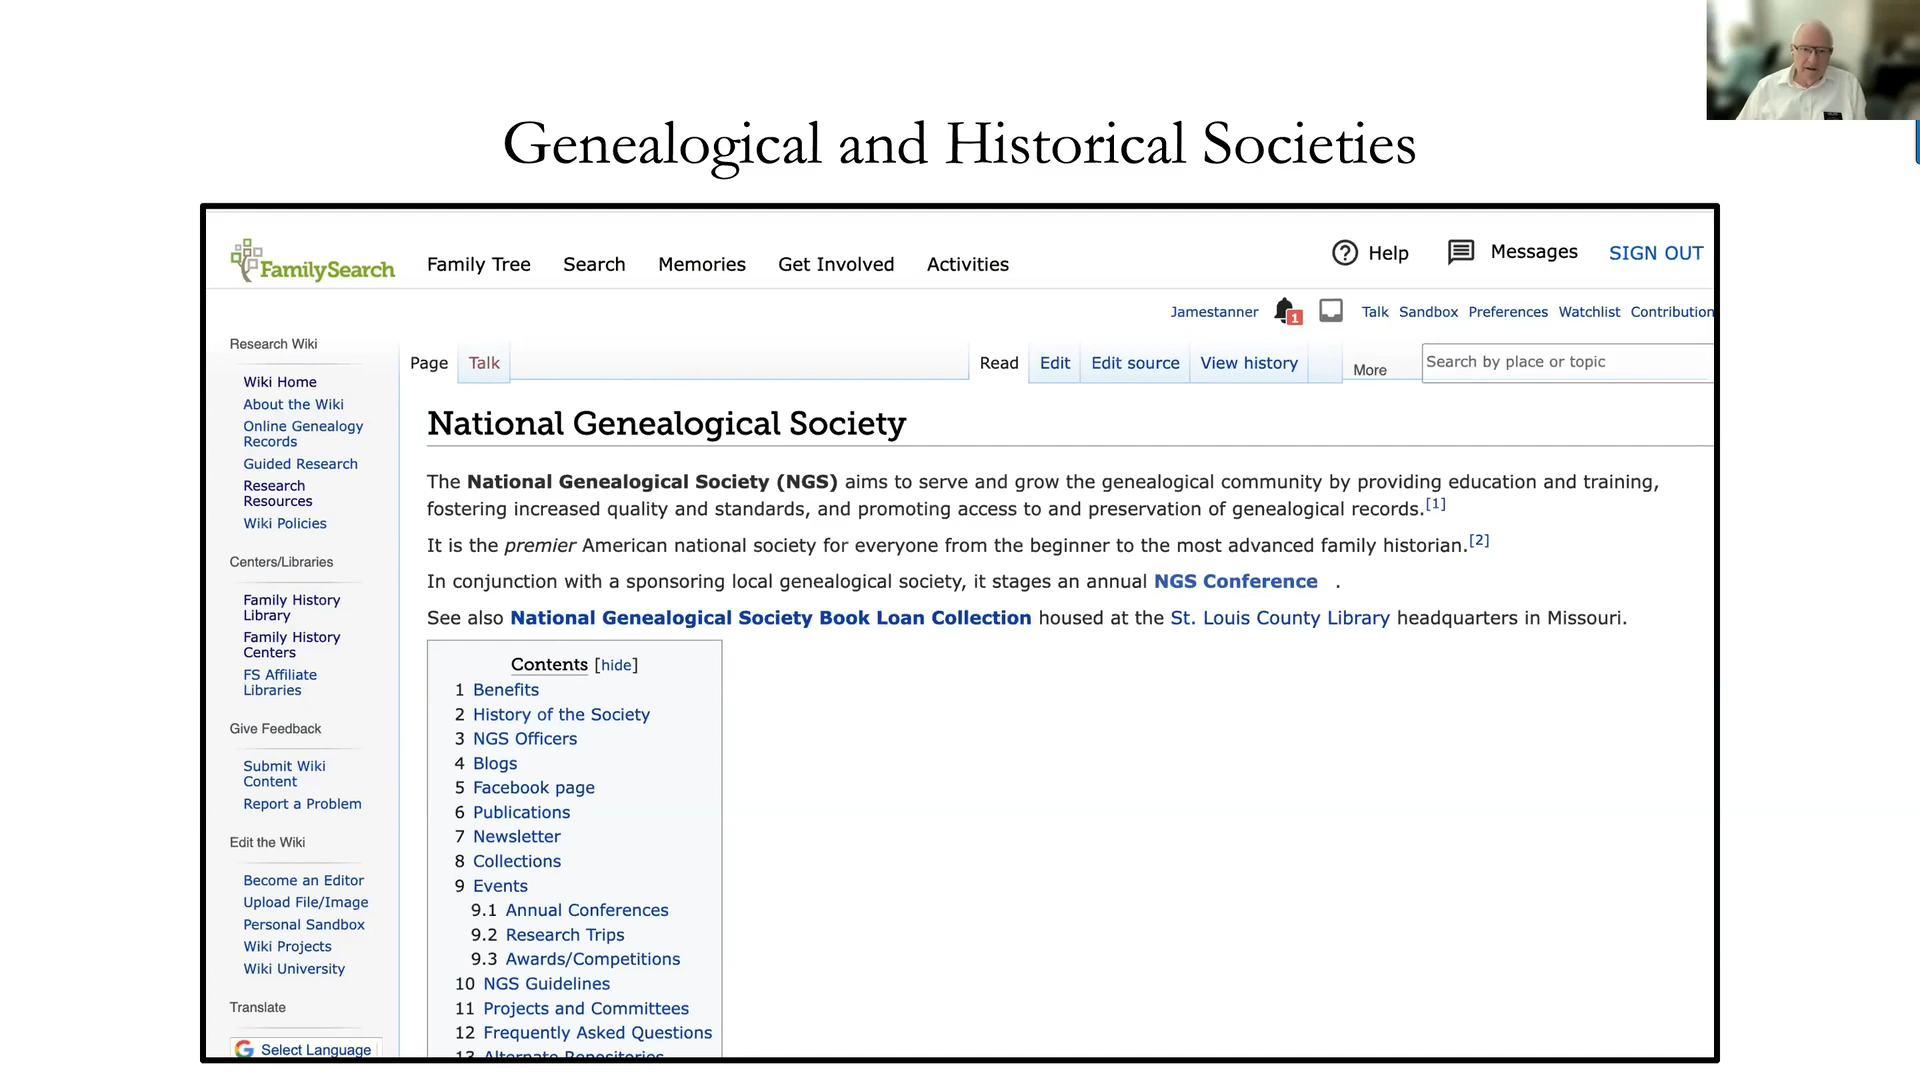 Genealogical and Historical Societies
FamilySearch
Family Tree Search Memories Get Involved Activities
Help Messages SIGN OUT
Jamestanner 1 Talk Sandbox Preferences Watchlist Contribution
Page Talk Read Edit Edit source View history More Search by place or topic
Research Wiki
Wiki Home
About the Wiki
Online Genealogy
Records
Guided Research
Research
Resources
Wiki Policies
Centers/Libraries
Family History
Library
Family History
Centers
FS Affiliate
Libraries
Give Feedback
Submit Wiki
Content
Report a Problem
Edit the Wiki
Become an Editor
Upload File/Image
Personal Sandbox
Wiki Projects
Wiki University
Translate
Select Language
National Genealogical Society
The National Genealogical Society (NGS) aims to serve and grow the genealogical community by providing education and training,
fostering increased quality and standards, and promoting access to and preservation of genealogical records.[1]
It is the premier American national society for everyone from the beginner to the most advanced family historian.[2]
In conjunction with a sponsoring local genealogical society, it stages an annual NGS Conference .
See also National Genealogical Society Book Loan Collection housed at the St. Louis County Library headquarters in Missouri.
Contents [hide]
1 Benefits
2 History of the Society
3 NGS Officers
4 Blogs
5 Facebook page
6 Publications
7 Newsletter
8 Collections
9 Events
9.1 Annual Conferences
9.2 Research Trips
9.3 Awards/Competitions
10 NGS Guidelines
11 Projects and Committees
12 Frequently Asked Questions
13 Alternate Repositories